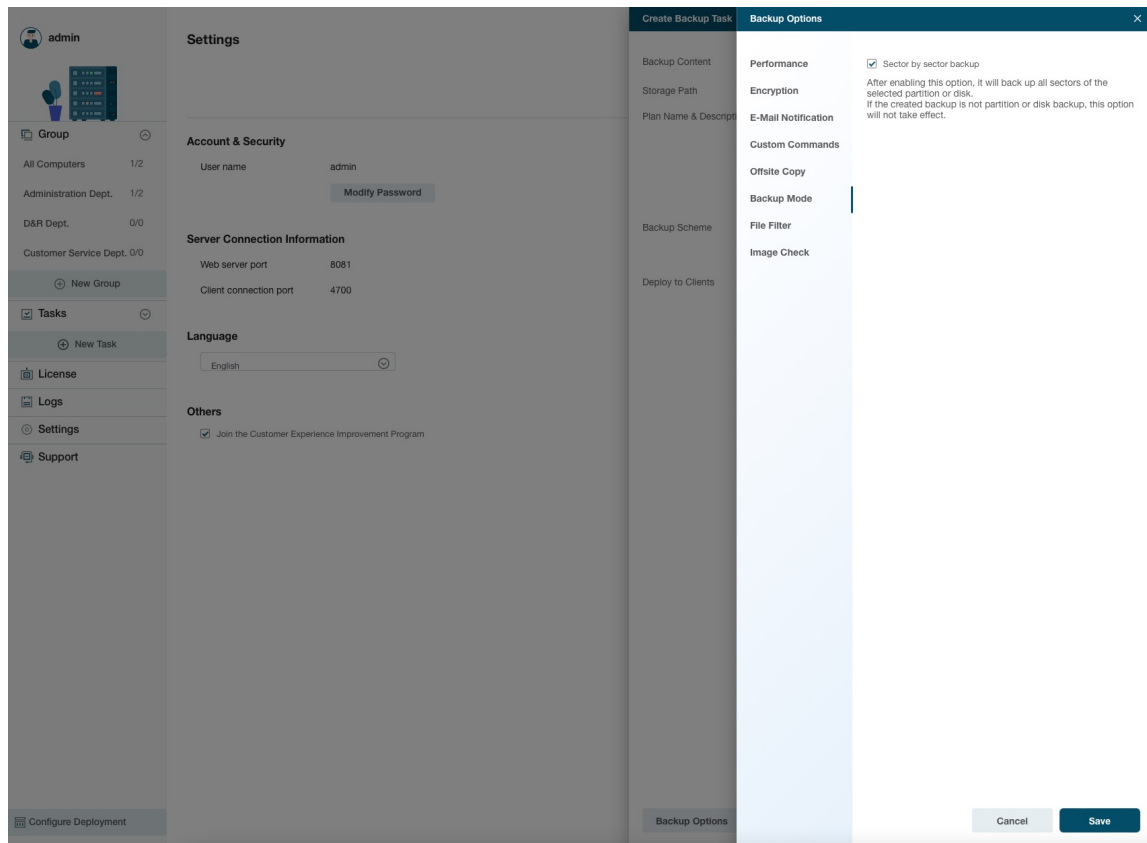 admin
Group
All Computers 1/2
Administration Dept. 1/2
D&R Dept. 0/0
Customer Service Dept. 0/0
New Group
Tasks
New Task
License
Logs
Settings
Support
Configure Deployment
Settings
Account & Security
User name admin
Modify Password
Server Connection Information
Web server port 8081
Client connection port 4700
Language
English
Others
Join the Customer Experience Improvement Program
Create Backup Task
Backup Content
Storage Path
Plan Name & Descripti
Backup Scheme
Deploy to Clients
Backup Options
Backup Options
Performance
Encryption
E-Mail Notification
Custom Commands
Offsite Copy
Backup Mode
File Filter
Image Check
Sector by sector backup
After enabling this option, it will back up all sectors of the
selected partition or disk.
If the created backup is not partition or disk backup, this option
will not take effect.
Cancel Save